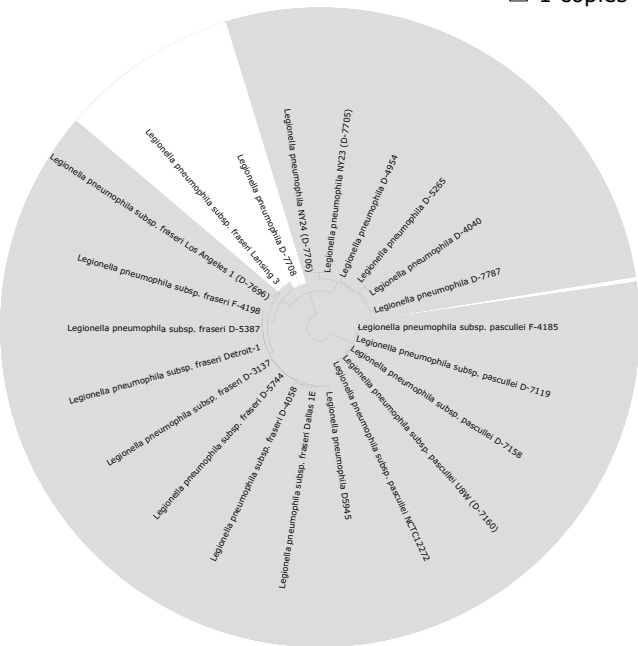 1 copies
Legionella pneumophila NY24 (D-7706)
Legionella pneumophila NY23 (D-7705)
Legionella pneumophila D-4954
Legionella pneumophila D-5265
Legionella pneumophila D-4040
Legionella pneumophila D-7787
Legionella pneumophila subsp. pascullei F-4185
Legionella pneumophila subsp. pascullei D-7119
Legionella pneumophila subsp. pascullei D-7158
Legionella pneumophila subsp. pascullei U8W (D-7160)
Legionella pneumophila subsp. pascullei NCTC12272
Legionella pneumophila D5945
Legionella pneumophila subsp. fraseri Dallas 1E
Legionella pneumophila subsp. fraseri D-4058
Legionella pneumophila subsp. fraseri D-5744
Legionella pneumophila subsp. fraseri D-3137
Legionella pneumophila subsp. fraseri Detroit-1
Legionella pneumophila subsp. fraseri D-5387
Legionella pneumophila subsp. fraseri F-4198
Legionella pneumophila subsp. fraseri Los Angeles 1 (D-7696)
Legionella pneumophila subsp. fraseri Lansing 3
Legionella pneumophila D-7708